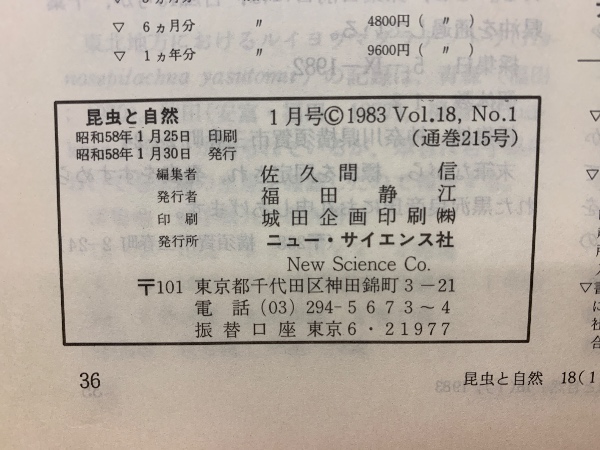 ▽ 6ヵ月分 〃 4800円( 〃 )
▽ 1ヵ年分 〃 9600円( 〃 )
昆虫と自然 1月号©1983 Vol.18, No.1
昭和58年1月25日 印刷 (通巻215号)
昭和58年1月30日 発行
編集者 佐久間 信
発行者 福田静江
印刷 城田企画印刷㈱
発行所 ニュー・サイエンス社
New Science Co.
〒101 東京都千代田区神田錦町3-21
電話 (03) 294-5673~4
振替口座 東京6・21977
36
昆虫と自然 18(1